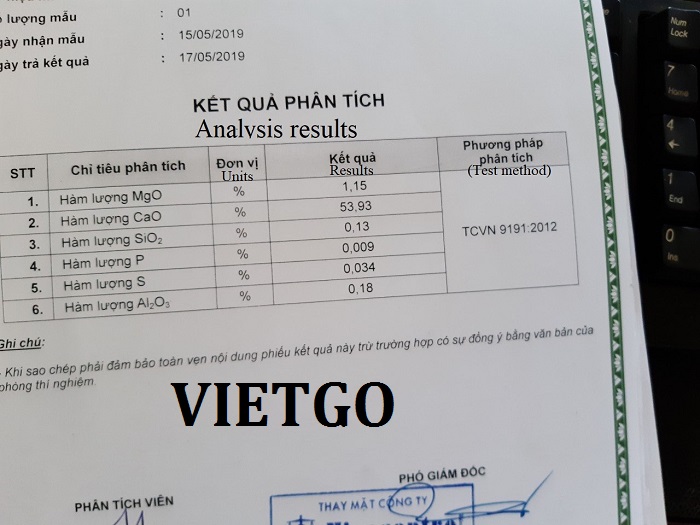 ố lượng mẫu : 01
gày nhận mẫu : 15/05/2019
gày trả kết quả : 17/05/2019
KẾT QUẢ PHÂN TÍCH
Analysis results
STT Chỉ tiêu phân tích Đơn vị Units Kết quả Results Phương pháp phân tích (Test method)
1. Hàm lượng MgO % 1,15
2. Hàm lượng CaO % 53,93
3. Hàm lượng SiO₂ % 0,13
4. Hàm lượng P % 0,009
5. Hàm lượng S % 0,034
6. Hàm lượng Al₂O₃ % 0,18
TCVN 9191:2012
Ghi chú:
- Khi sao chép phải đảm bảo toàn vẹn nội dung phiếu kết quả này trừ trường hợp có sự đồng ý bằng văn bản của
phòng thí nghiệm.
VIETGO
PHÂN TÍCH VIÊN
PHÓ GIÁM ĐỐC
THAY MẶT CÔNG TY
Num
Lock
7
Home
4
←
1
End
0
Ins